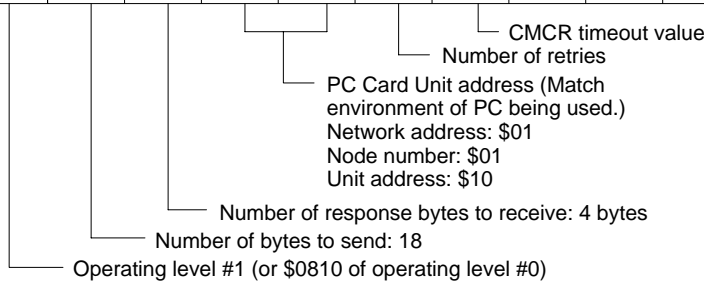 CMCR timeout value
Number of retries
PC Card Unit address (Match
environment of PC being used.)
Network address: $01
Node number: $01
Unit address: $10
Number of response bytes to receive: 4 bytes
Number of bytes to send: 18
Operating level #1 (or $0810 of operating level #0)